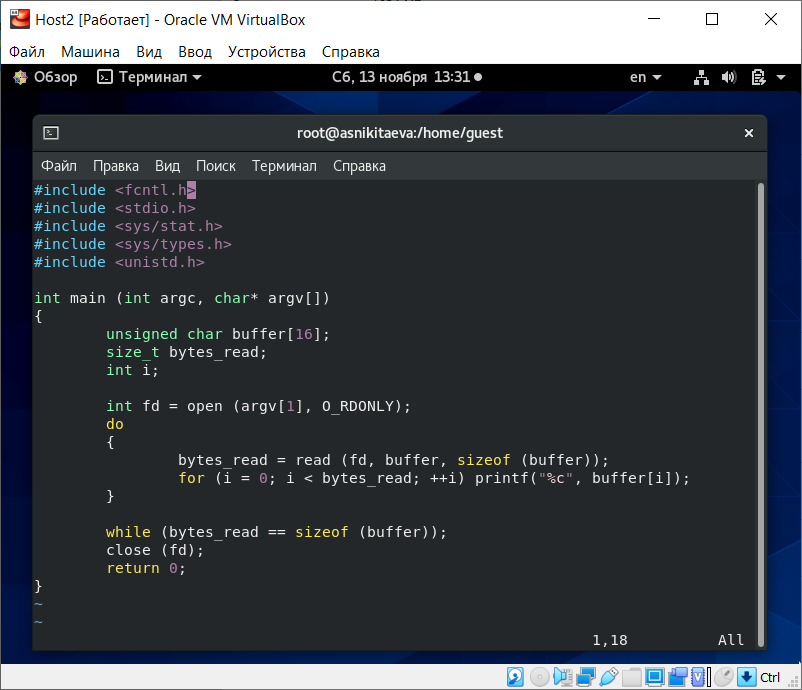 Host2 [Работает] - Oracle VM VirtualBox
Файл Машина Вид Ввод Устройства Справка
Обзор Терминал Сб, 13 ноября 13:31 en
root@asnikitaeva:/home/guest
Файл Правка Вид Поиск Терминал Справка
#include <fcntl.h>
#include <stdio.h>
#include <sys/stat.h>
#include <sys/types.h>
#include <unistd.h>
int main (int argc, char* argv[])
{
unsigned char buffer[16];
size_t bytes_read;
int i;
int fd = open (argv[1], O_RDONLY);
do
{
bytes_read = read (fd, buffer, sizeof (buffer));
for (i = 0; i < bytes_read; ++i) printf("%c", buffer[i]);
}
while (bytes_read == sizeof (buffer));
close (fd);
return 0;
}
~
~
1,18 All
Ctrl